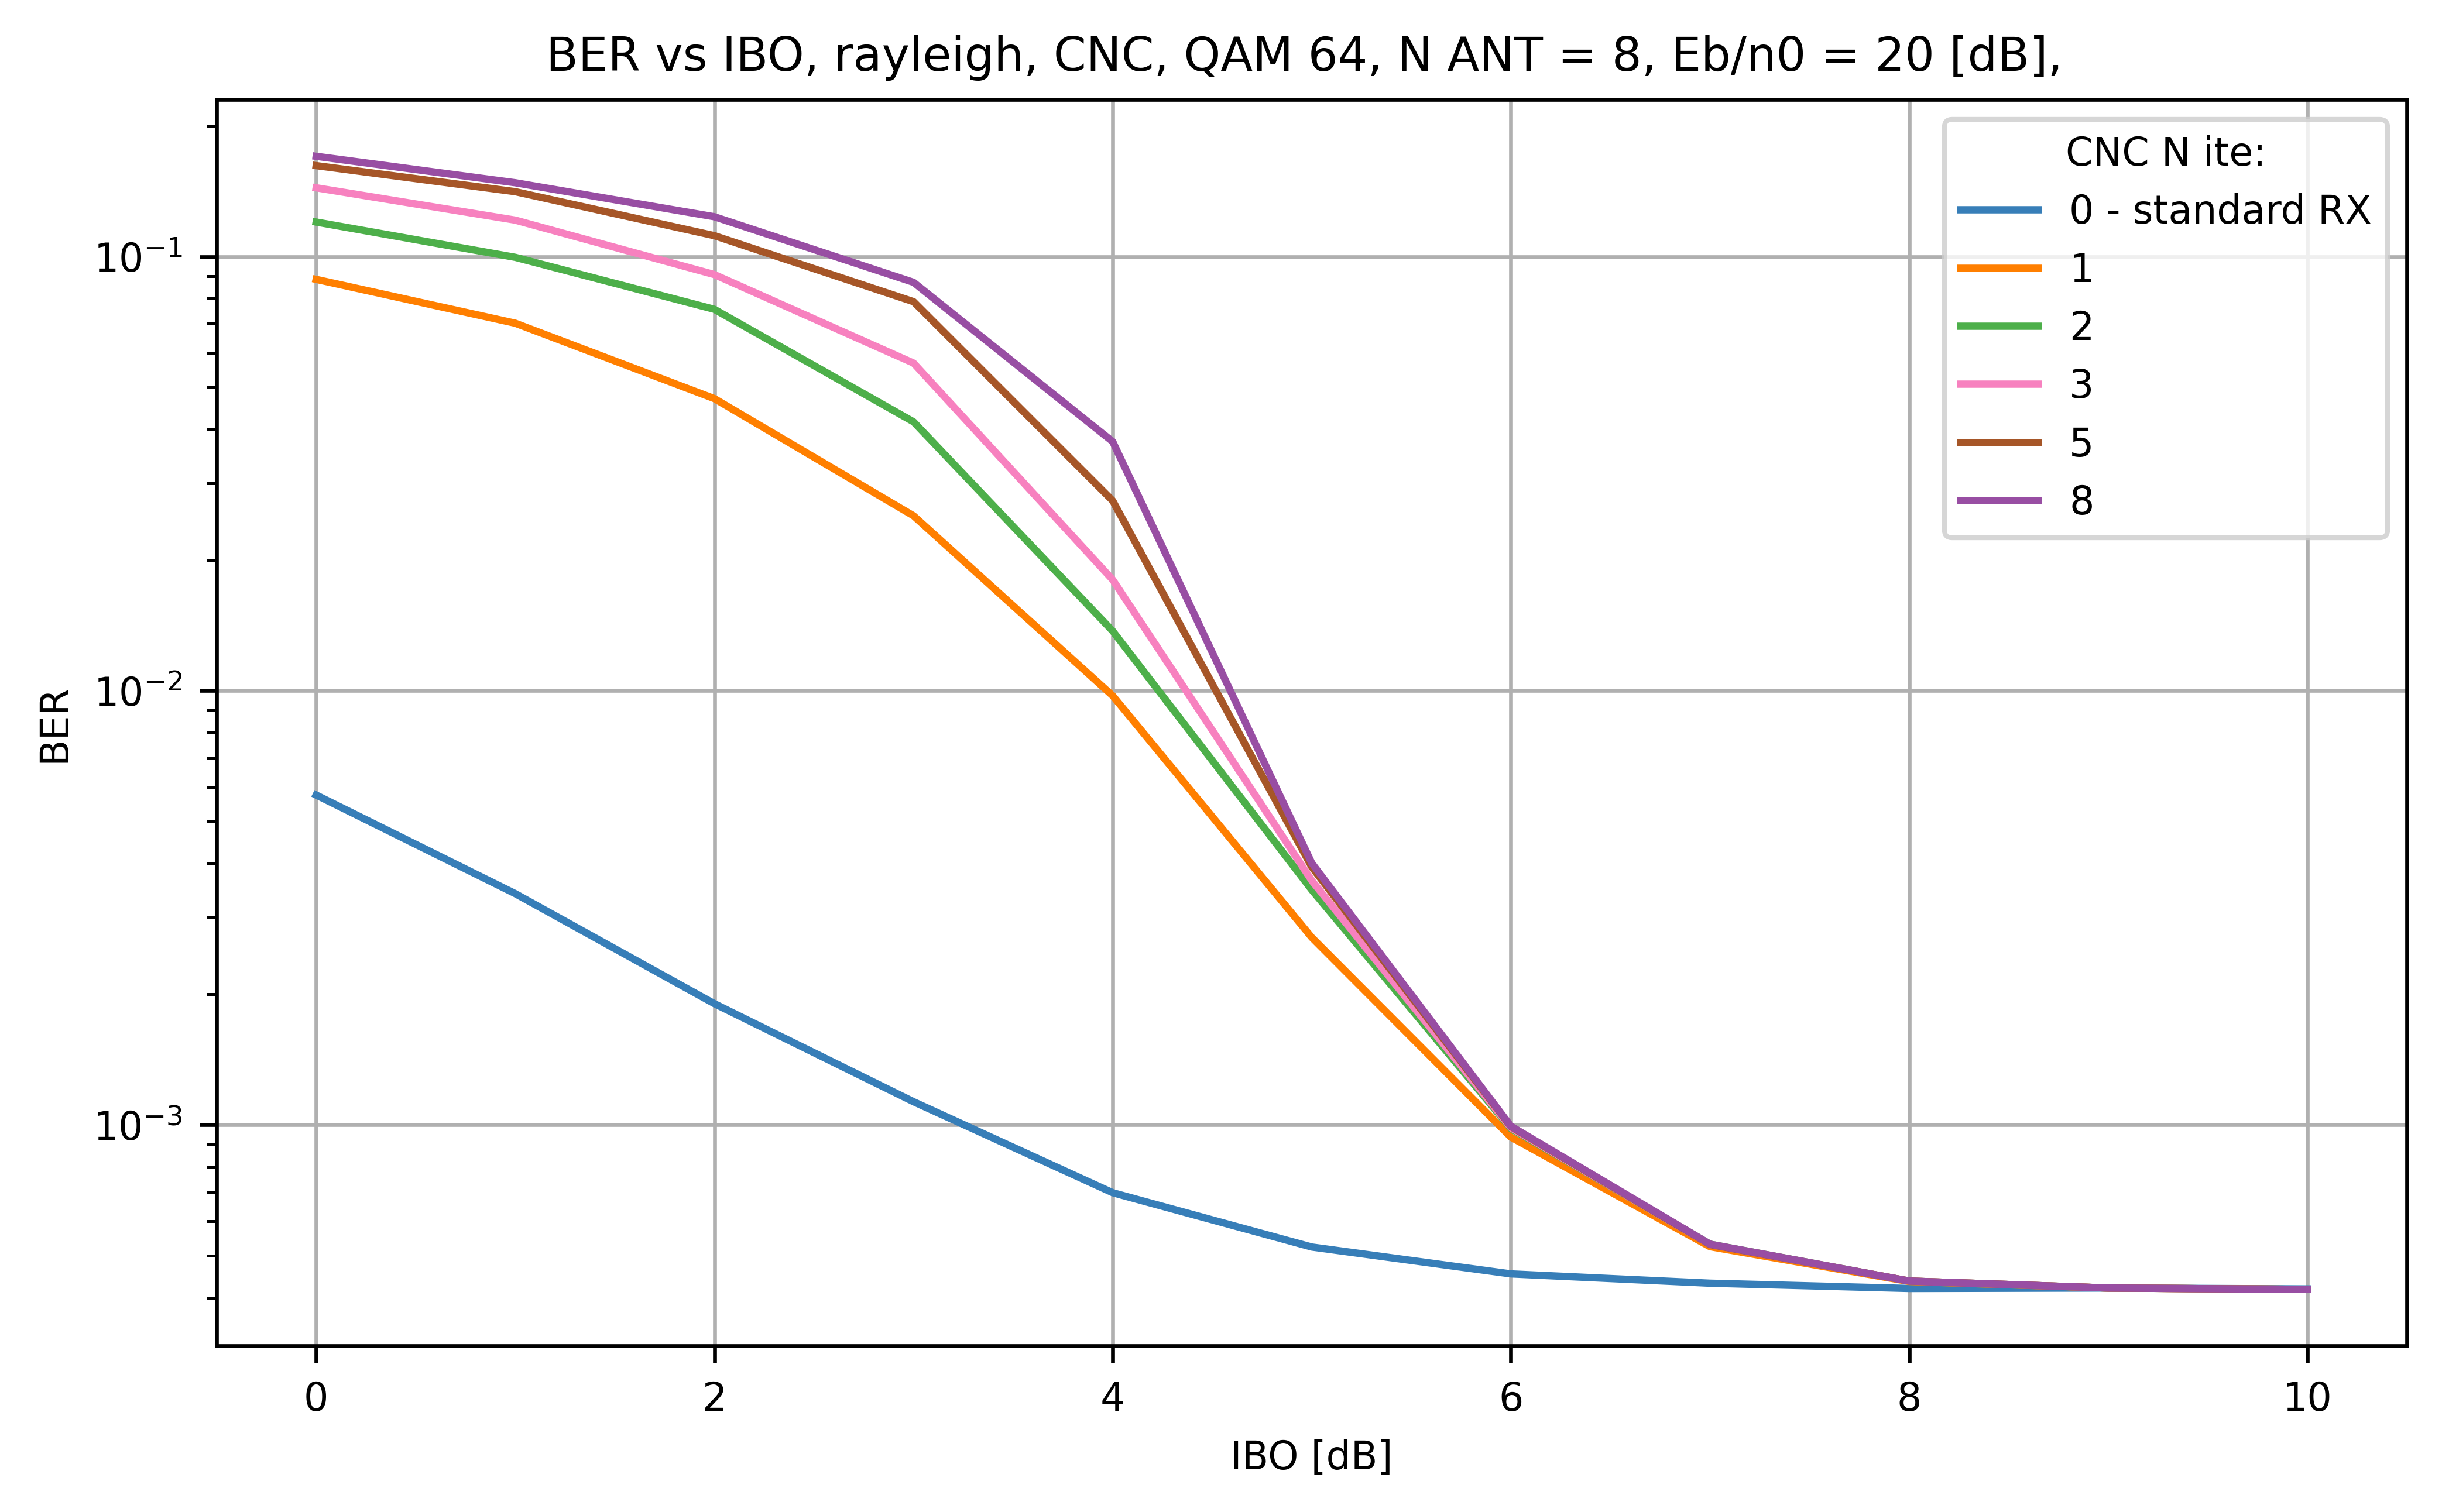 BER vs IBO, rayleigh, CNC, QAM 64, N ANT = 8, Eb/n0 = 20 [dB],
CNC N ite:
0 - standard RX
1
2
3
5
8
BER
10⁻¹
10⁻²
10⁻³
0 2 4 6 8 10
IBO [dB]